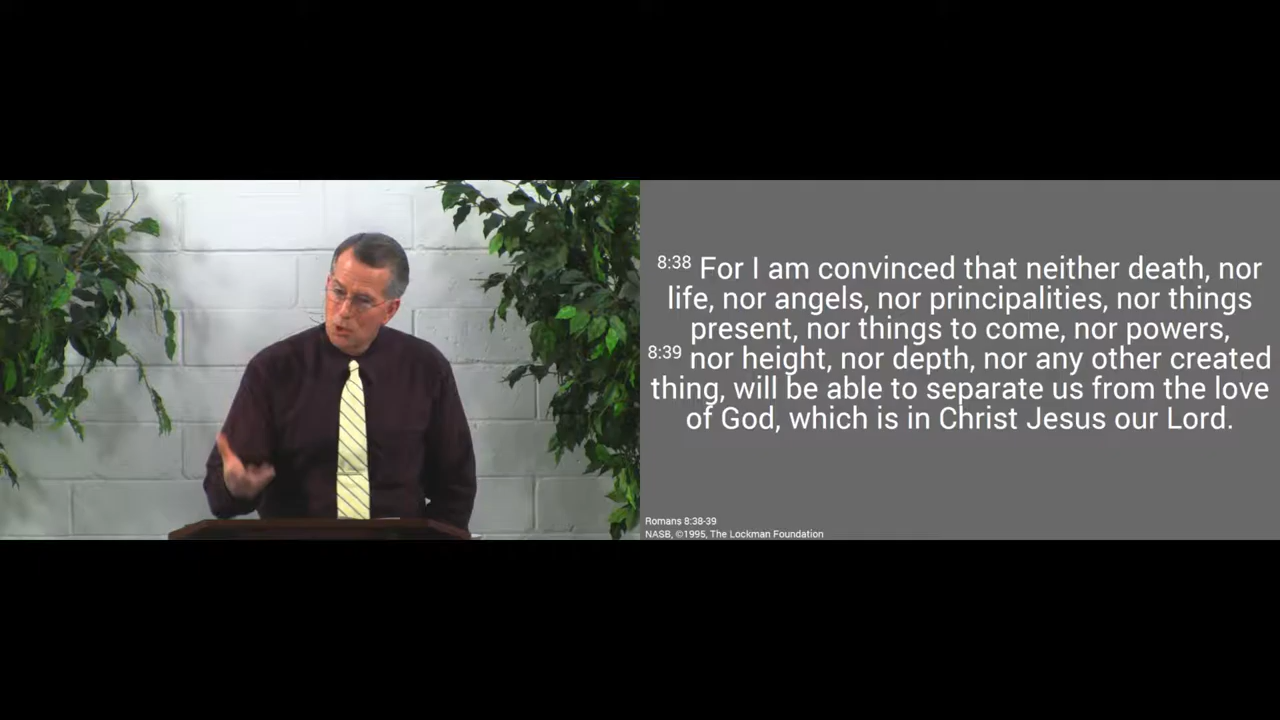 8:38 For I am convinced that neither death, nor
life, nor angels, nor principalities, nor things
present, nor things to come, nor powers,
8:39 nor height, nor depth, nor any other created
thing, will be able to separate us from the love
of God, which is in Christ Jesus our Lord.
Romans 8:38-39
NASB, ©1995, The Lockman Foundation